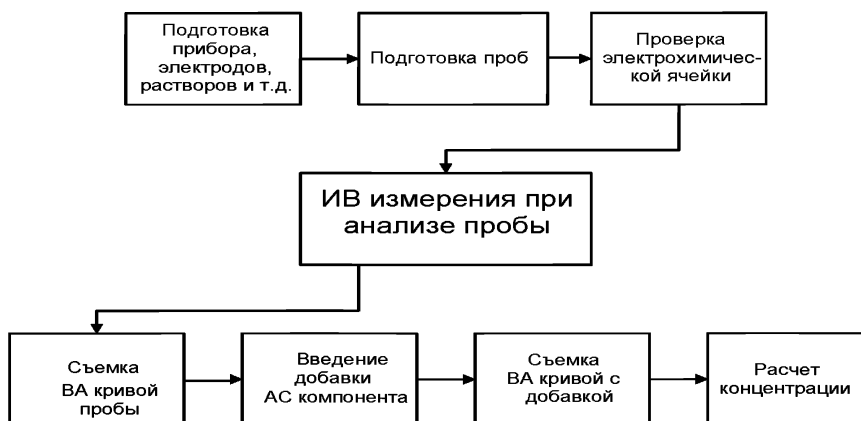 Подготовка
прибора,
электродов,
растворов и т.д.
Подготовка проб
Проверка
электрохимичес-
кой ячейки
ИВ измерения при
анализе пробы
Съемка
ВА кривой
пробы
Введение
добавки
АС компонента
Съемка
ВА кривой с
добавкой
Расчет
концентрации